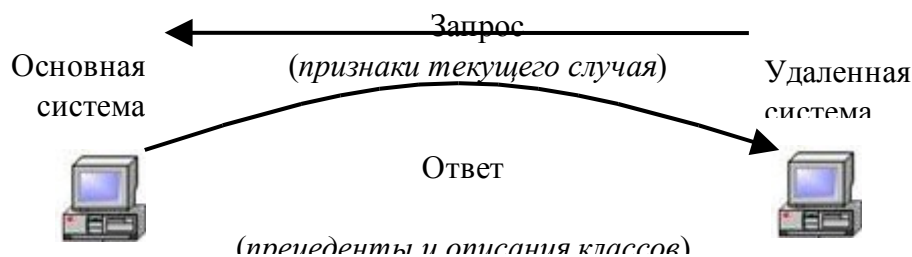 Запрос
(признаки текущего случая)
Основная
система
Удаленная
система
Ответ
(прецеденты и описания классов)